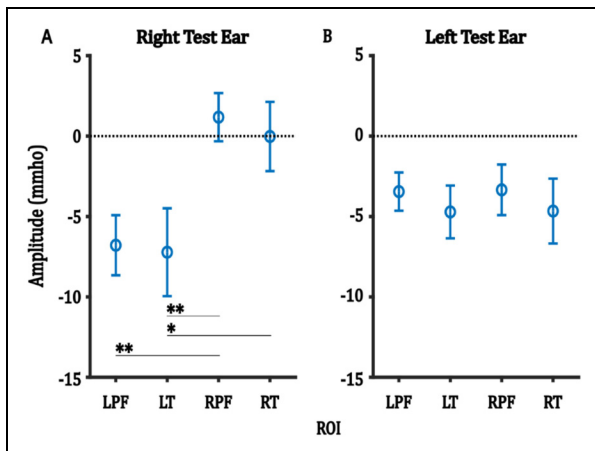 A Right Test Ear
B Left Test Ear
Amplitude (mmho)
5
0
-5
-10
-15
**
*
**
LPF LT RPF RT
5
0
-5
-10
-15
LPF LT RPF RT
ROI